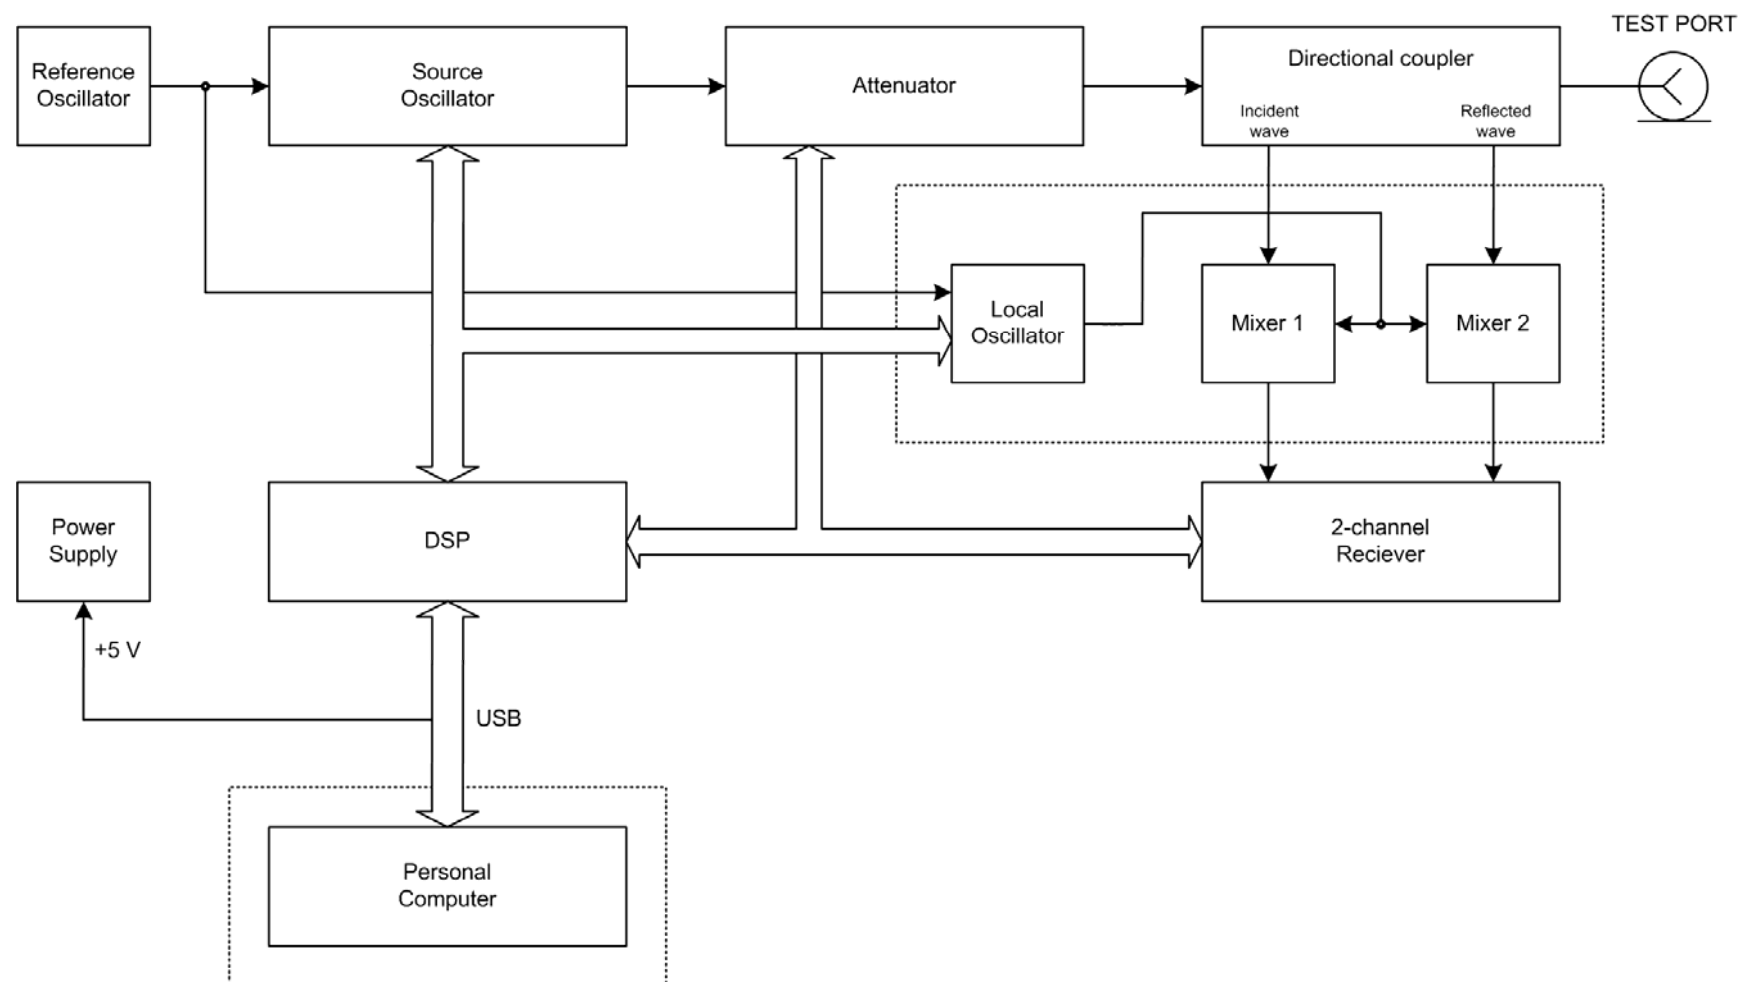 TEST PORT
Reference
Oscillator
Source
Oscillator
Attenuator
Directional coupler
Incident
wave
Reflected
wave
Local
Oscillator
Mixer 1
Mixer 2
Power
Supply
DSP
2-channel
Reciever
+5 V
USB
Personal
Computer